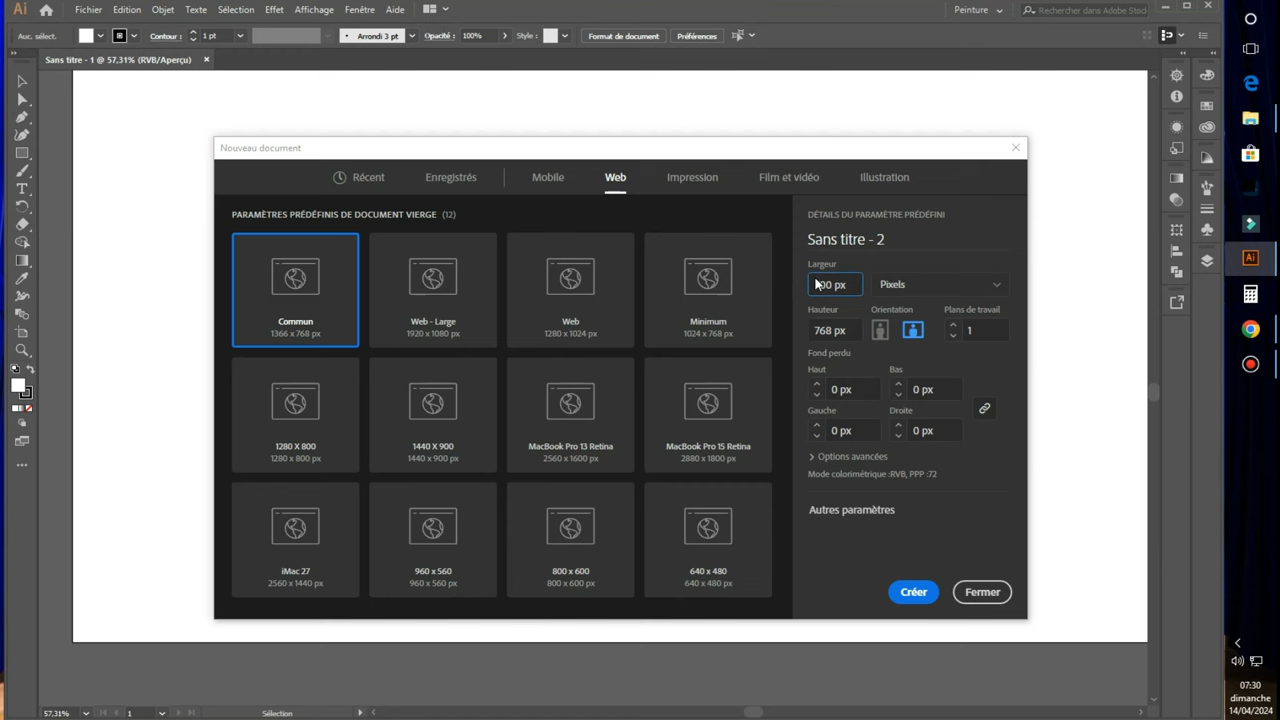 Ai Fichier Edition Objet Texte Sélection Effet Affichage Fenêtre Aide Peinture Rechercher dans Adobe Stock
Auc. sélect. Contour : 1 pt Arrondi 3 pt Opacité : 100% Style : Format de document Préférences
Sans titre - 1 @ 57,31% (RVB/Aperçu)
Nouveau document
Récent Enregistrés Mobile Web Impression Film et vidéo Illustration
PARAMÈTRES PRÉDÉFINIS DE DOCUMENT VIERGE (12)
Commun
1366 x 768 px
Web - Large
1920 x 1080 px
Web
1280 x 1024 px
Minimum
1024 x 768 px
1280 X 800
1280 x 800 px
1440 X 900
1440 x 900 px
MacBook Pro 13 Retina
2560 x 1600 px
MacBook Pro 15 Retina
2880 x 1800 px
iMac 27
2560 x 1440 px
960 x 560
960 x 560 px
800 x 600
800 x 600 px
640 x 480
640 x 480 px
DÉTAILS DU PARAMÈTRE PRÉDÉFINI
Sans titre - 2
Largeur
px Pixels
Hauteur Orientation Plans de travail
768 px 1
Fond perdu
Haut Bas
0 px 0 px
Gauche Droite
0 px 0 px
Options avancées
Mode colorimétrique :RVB, PPP :72
Autres paramètres
Créer Fermer
57,31% 1 Sélection
Ai
07:30
dimanche
14/04/2024